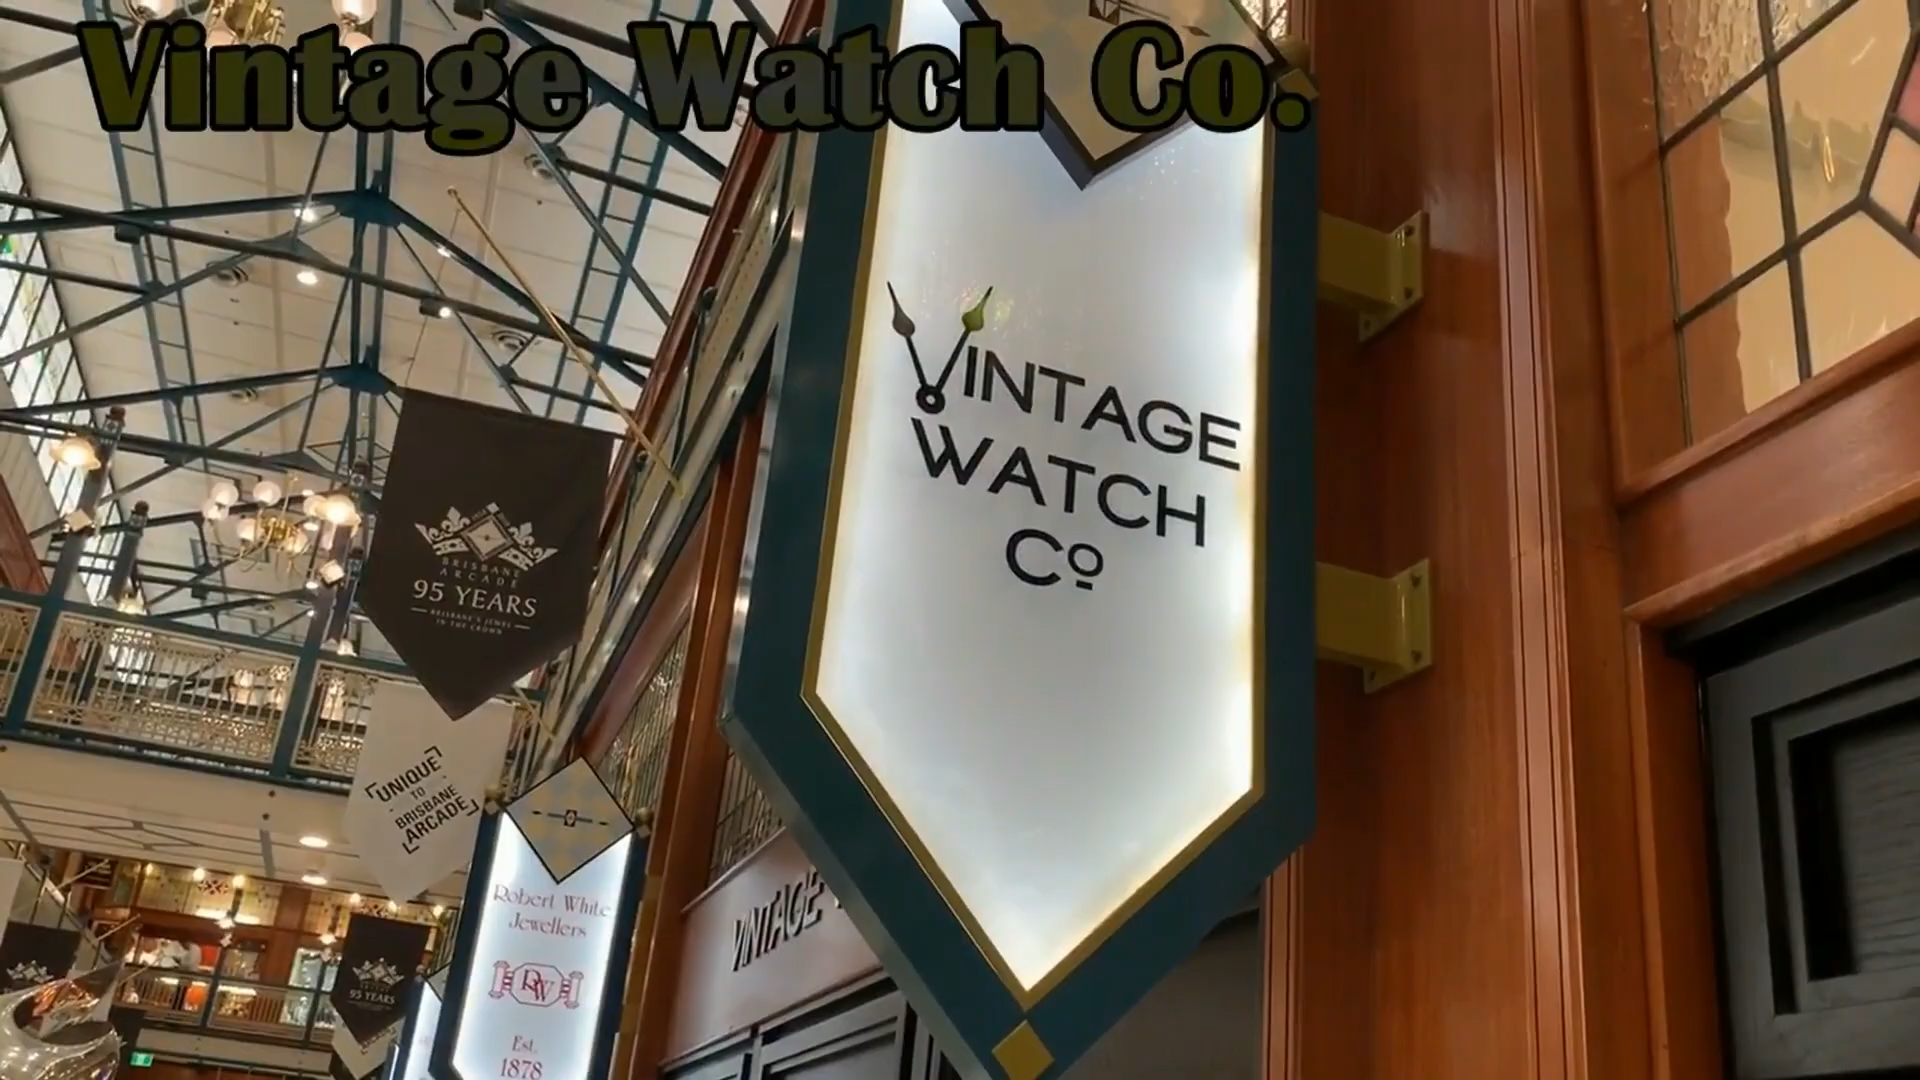 Vintage Watch Co.
VINTAGE
WATCH
Co
BRISBANE
ARCADE
95 YEARS
BRISBANE'S JEWEL
IN THE CROWN
UNIQUE
TO
BRISBANE
ARCADE
VINTAGE
Robert White
Jewellers
RW
Est.
1878
95 YEARS